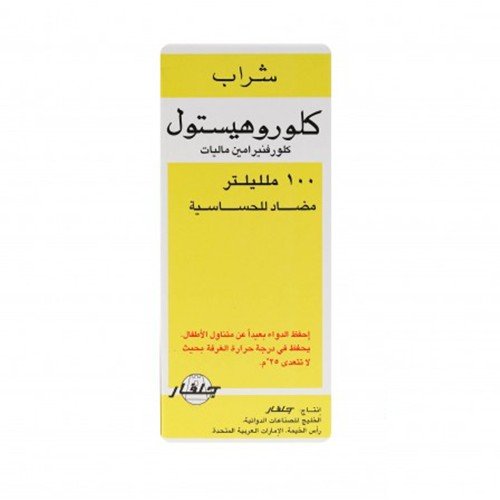 شراب
كلوروهيستول
كلورفنيرامين ماليات
١٠٠ ملليلتر
مضاد للحساسية
إحفظ الدواء بعيداً عن متناول الأطفال.
يحفظ في درجة حرارة الغرفة بحيث
لا تتعدى ٢٥°م.
جلفار
انتاج: جلفار
الخليج للصناعات الدوائية.
رأس الخيمة. الإمارات العربية المتحدة